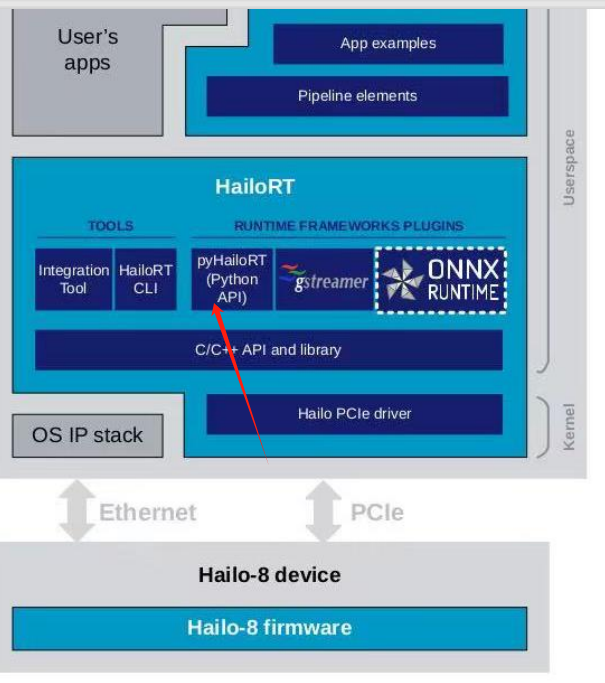 User's
apps
App examples
Pipeline elements
Userspace
HailoRT
TOOLS
RUNTIME FRAMEWORKS PLUGINS
Integration
Tool
HailoRT
CLI
pyHailoRT
(Python
API)
gstreamer
ONNX
RUNTIME
C/C++ API and library
Hailo PCIe driver
OS IP stack
Kernel
Ethernet
PCIe
Hailo-8 device
Hailo-8 firmware